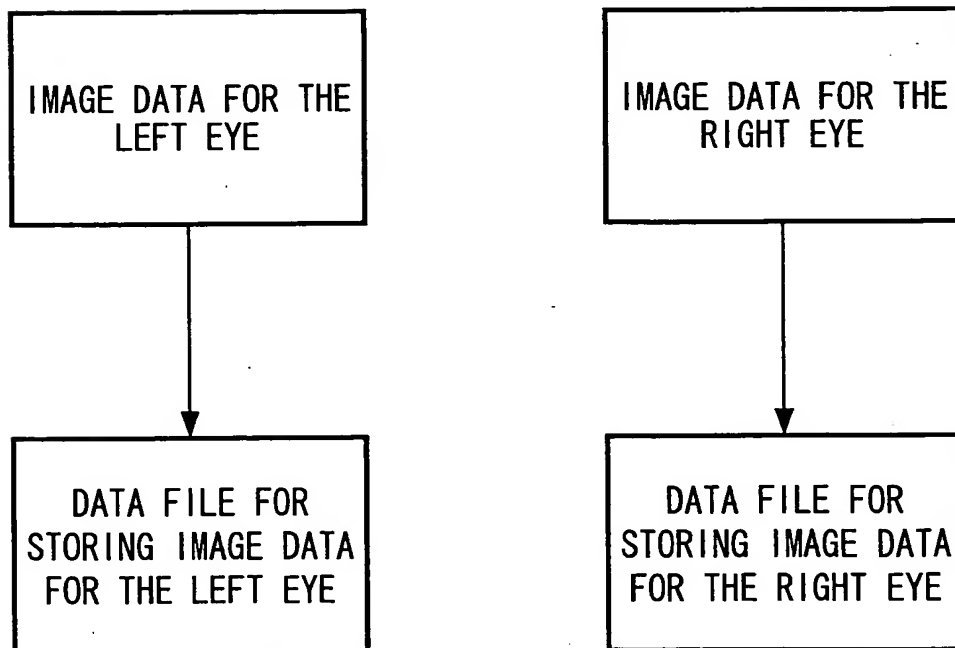 IMAGE DATA FOR THE
LEFT EYE
IMAGE DATA FOR THE
RIGHT EYE
DATA FILE FOR
STORING IMAGE DATA
FOR THE LEFT EYE
DATA FILE FOR
STORING IMAGE DATA
FOR THE RIGHT EYE